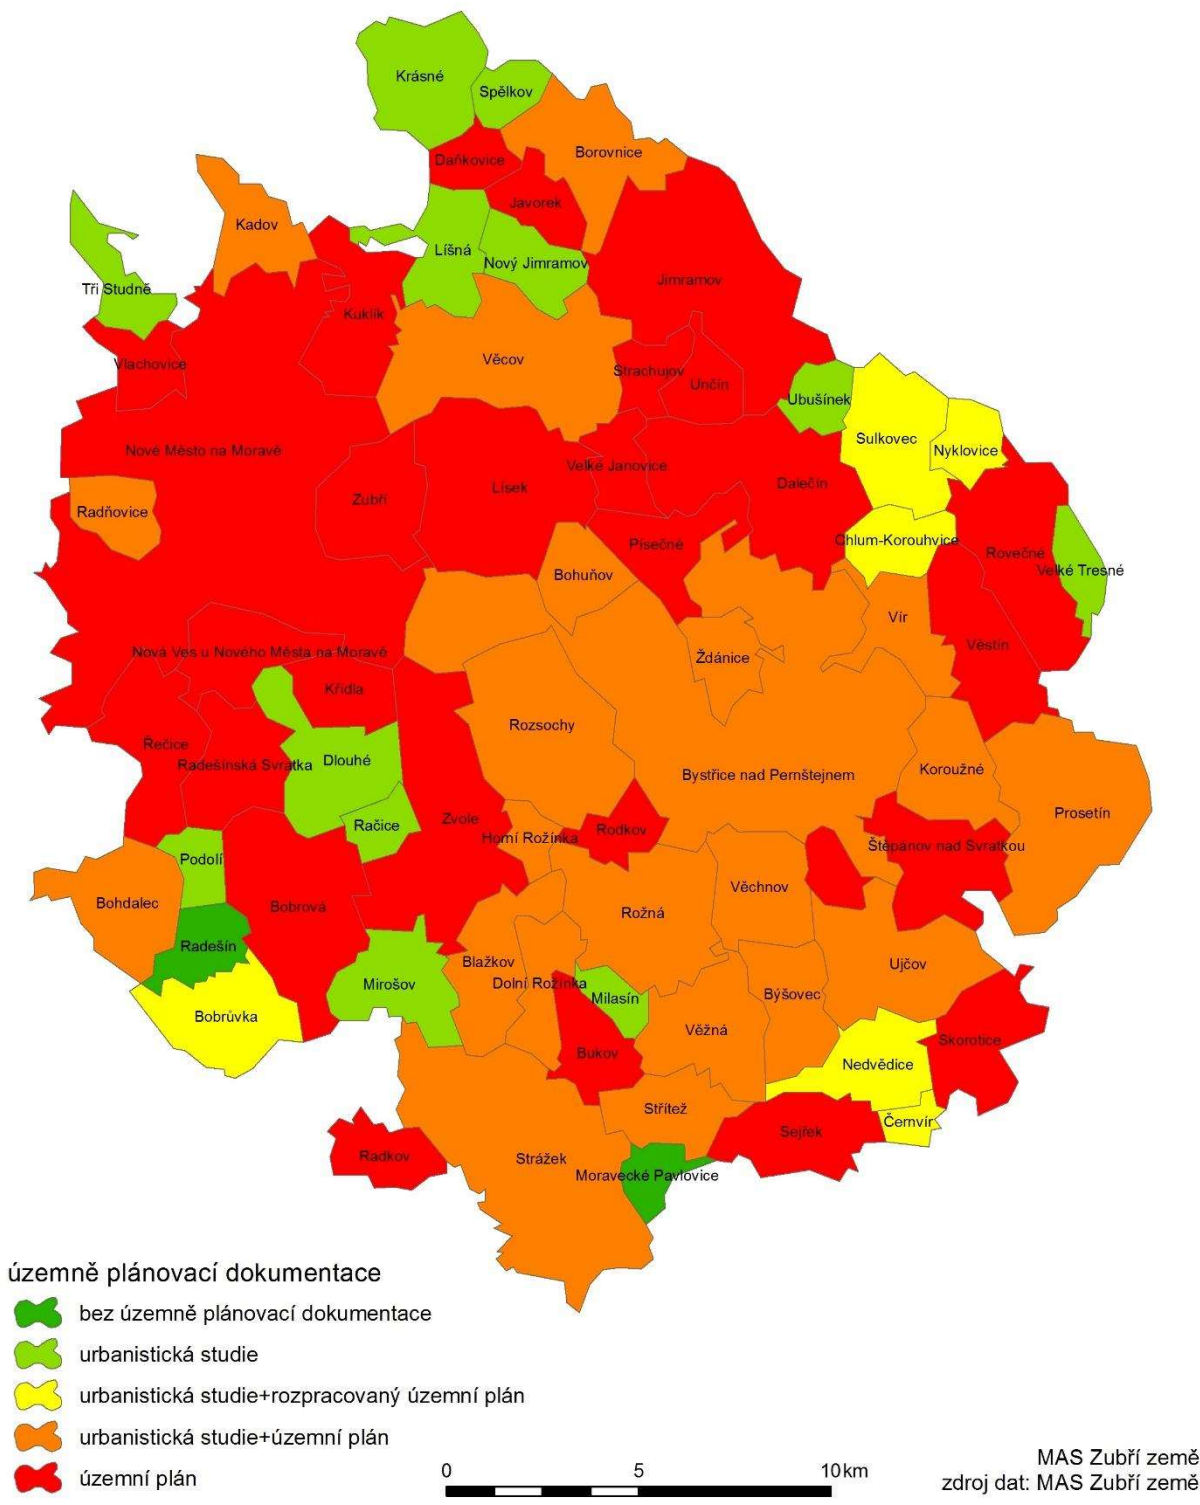 Krásné
Spělkov
Borovnice
Daňkovice
Javorek
Kadov
Líšná
Nový Jimramov
Jimramov
Tři Studně
Kuklík
Věcov
Vlachovice
Strachujov
Unčín
Ubušínek
Sulkovec
Nyklovice
Nové Město na Moravě
Velké Janovice
Lísek
Dalečín
Zubří
Radňovice
Chlum-Korouhvice
Písečné
Rovečné
Velké Tresné
Bohuňov
Vír
Věstín
Nová Ves u Nového Města na Moravě
Ždánice
Křídla
Rozsochy
Řečice
Radešínská Svratka
Dlouhé
Bystřice nad Pernštejnem
Koroužné
Prosetín
Zvole
Račice
Rodkov
Horní Rožínka
Štěpánov nad Svratkou
Podolí
Věchnov
Bohdalec
Bobrová
Rožná
Radešín
Blažkov
Ujčov
Mirošov
Dolní Rožínka
Milasín
Býšovec
Bobrůvka
Věžná
Skorotice
Bukov
Nedvědice
Střítež
Černvír
Sejřek
Radkov
Strážek
Moravecké Pavlovice
územně plánovací dokumentace
bez územně plánovací dokumentace
urbanistická studie
urbanistická studie+rozpracovaný územní plán
urbanistická studie+územní plán
územní plán
0 5 10km
MAS Zubří země
zdroj dat: MAS Zubří země